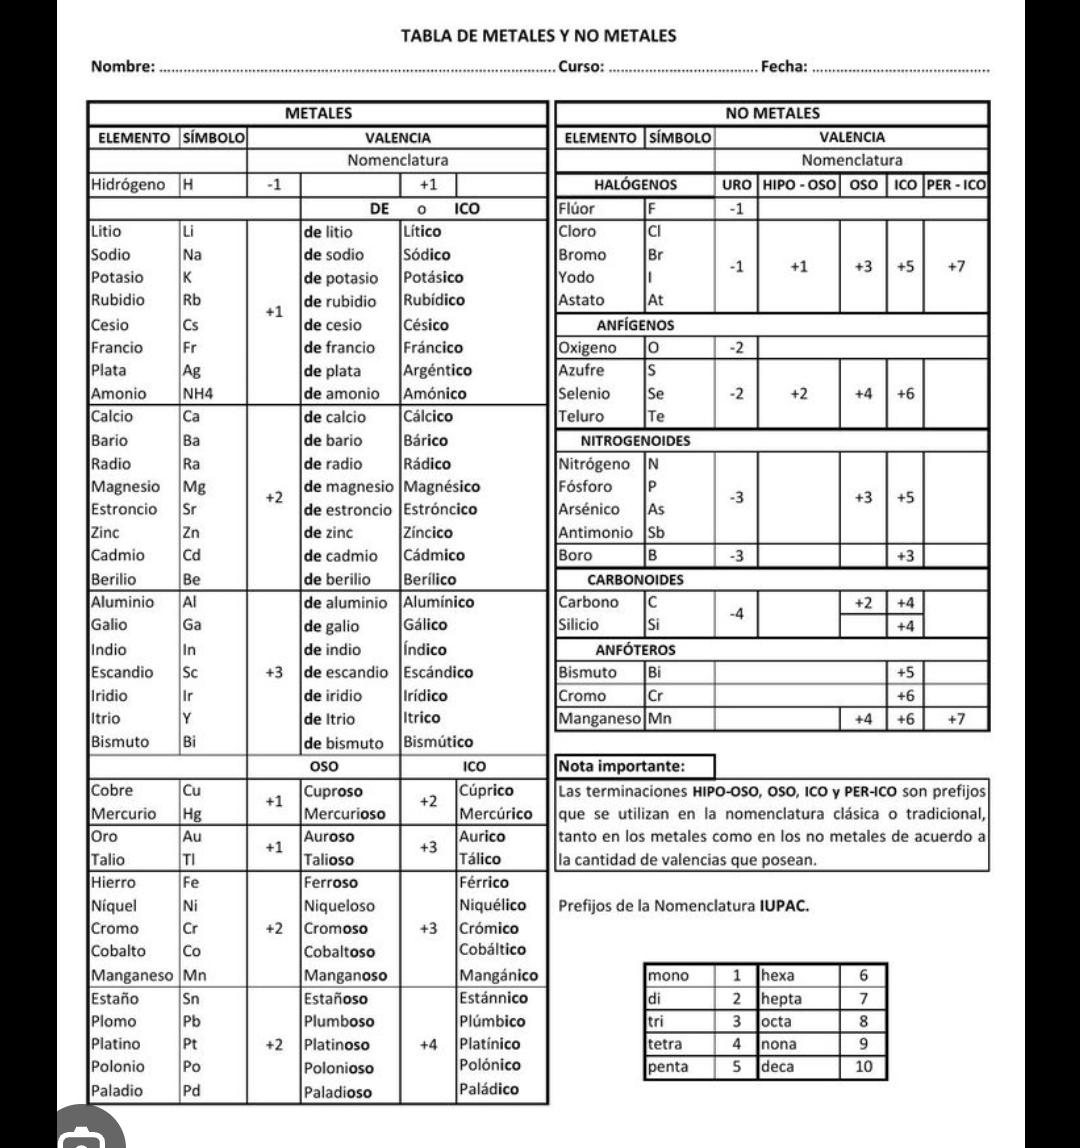 TABLA DE METALES Y NO METALES
Nombre: ........................................................................................ Curso: ................................. Fecha: .......................................
METALES
ELEMENTO SÍMBOLO VALENCIA
Nomenclatura
Hidrógeno H -1 +1
DE o ICO
Litio Li de litio Lítico
Sodio Na de sodio Sódico
Potasio K de potasio Potásico
Rubidio Rb de rubidio Rubídico
+1
Cesio Cs de cesio Césico
Francio Fr de francio Fráncico
Plata Ag de plata Argéntico
Amonio NH4 de amonio Amónico
Calcio Ca de calcio Cálcico
Bario Ba de bario Bárico
Radio Ra de radio Rádico
Magnesio Mg de magnesio Magnésico
+2
Estroncio Sr de estroncio Estróncico
Zinc Zn de zinc Zíncico
Cadmio Cd de cadmio Cádmico
Berilio Be de berilio Berílico
Aluminio Al de aluminio Alumínico
Galio Ga de galio Gálico
Indio In de indio Índico
Escandio Sc +3 de escandio Escándico
Iridio Ir de iridio Irídico
Itrio Y de Itrio Itrico
Bismuto Bi de bismuto Bismútico
OSO ICO
Cobre Cu Cuproso Cúprico
+1 +2
Mercurio Hg Mercurioso Mercúrico
Oro Au Auroso Aurico
+1 +3
Talio Tl Talioso Tálico
Hierro Fe Ferroso Férrico
Níquel Ni Niqueloso Niquélico
Cromo Cr +2 Cromoso +3 Crómico
Cobalto Co Cobaltoso Cobáltico
Manganeso Mn Manganoso Mangánico
Estaño Sn Estañoso Estánnico
Plomo Pb Plumboso Plúmbico
Platino Pt +2 Platinoso +4 Platínico
Polonio Po Polonioso Polónico
Paladio Pd Paladioso Paládico
NO METALES
ELEMENTO SÍMBOLO VALENCIA
Nomenclatura
HALÓGENOS URO HIPO - OSO OSO ICO PER - ICO
Flúor F -1
Cloro Cl
Bromo Br
-1 +1 +3 +5 +7
Yodo I
Astato At
ANFÍGENOS
Oxigeno O -2
Azufre S
Selenio Se -2 +2 +4 +6
Teluro Te
NITROGENOIDES
Nitrógeno N
Fósforo P
-3 +3 +5
Arsénico As
Antimonio Sb
Boro B -3 +3
CARBONOIDES
Carbono C +2 +4
-4
Silicio Si +4
ANFÓTEROS
Bismuto Bi +5
Cromo Cr +6
Manganeso Mn +4 +6 +7
Nota importante:
Las terminaciones HIPO-OSO, OSO, ICO y PER-ICO son prefijos
que se utilizan en la nomenclatura clásica o tradicional,
tanto en los metales como en los no metales de acuerdo a
la cantidad de valencias que posean.
Prefijos de la Nomenclatura IUPAC.
mono 1 hexa 6
di 2 hepta 7
tri 3 octa 8
tetra 4 nona 9
penta 5 deca 10